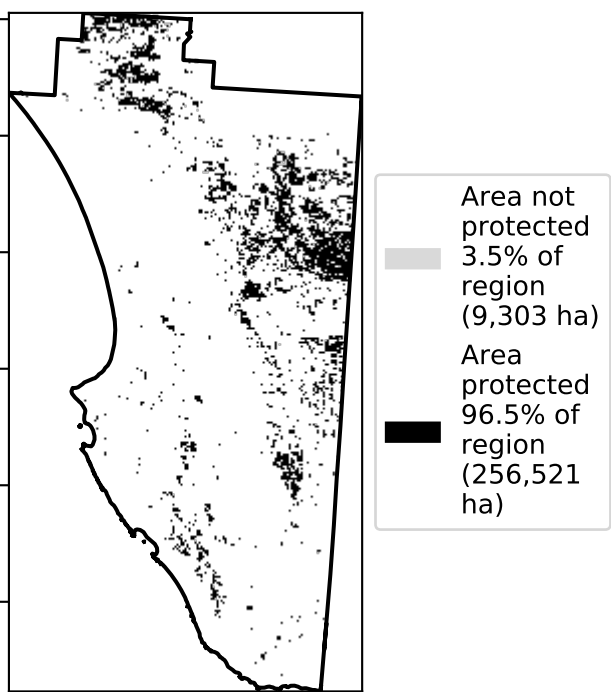 Area not
protected
3.5% of
region
(9,303 ha)
Area
protected
96.5% of
region
(256,521
ha)